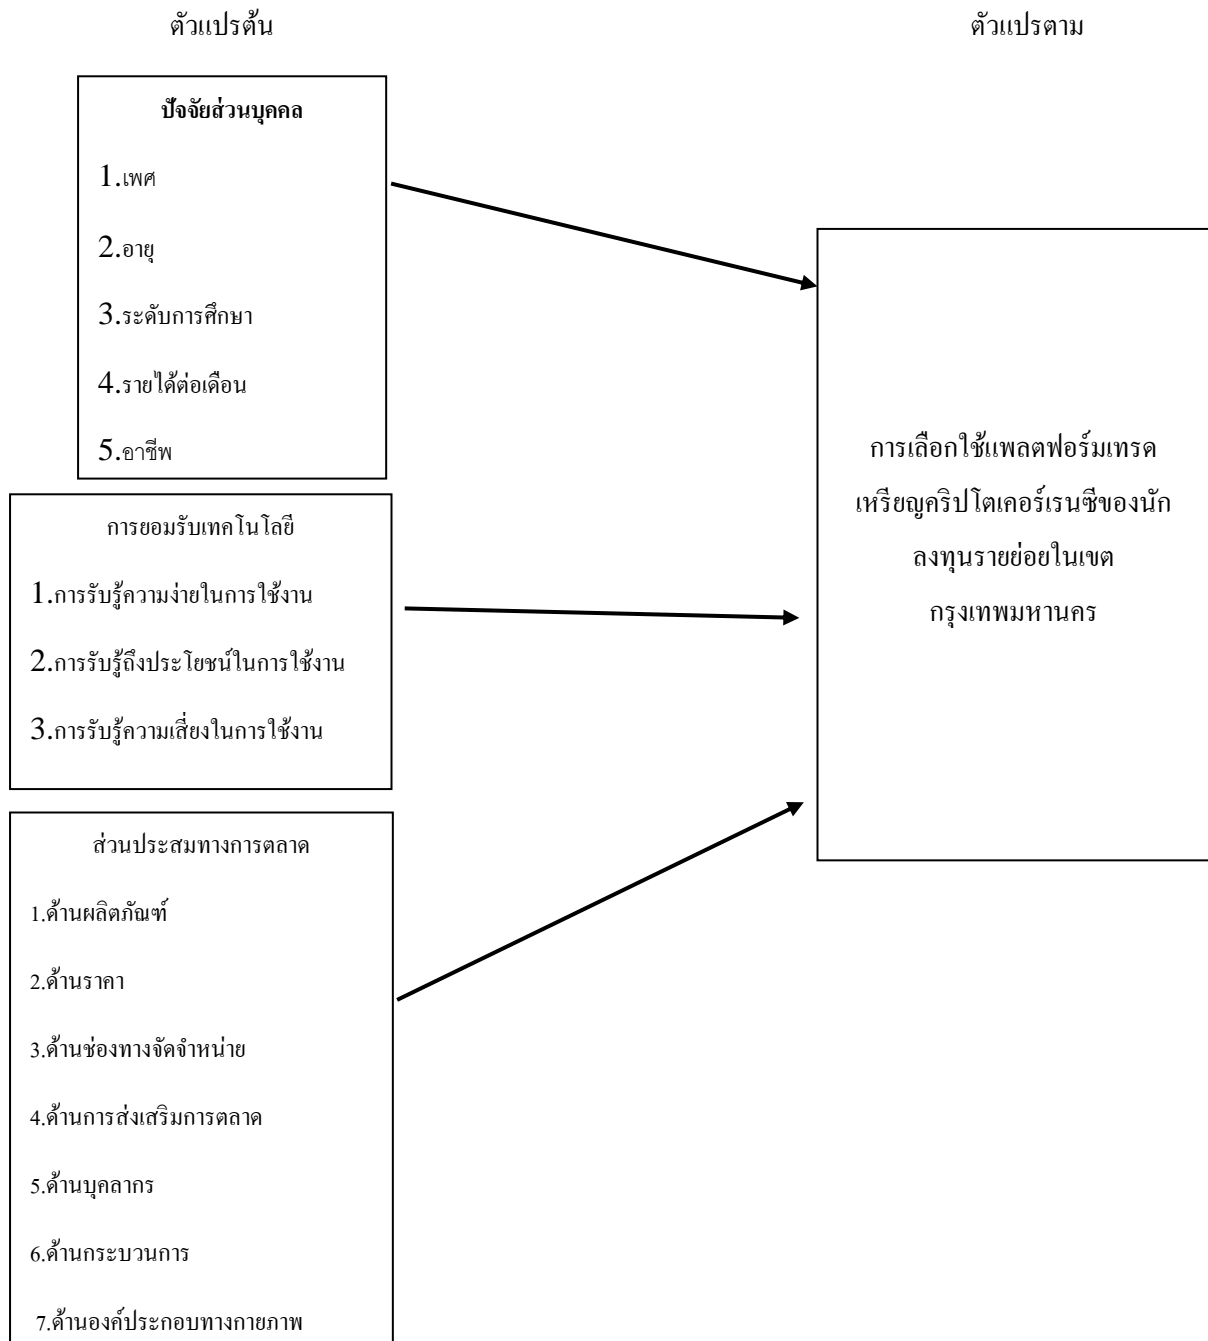 ตัวแปรต้น
ตัวแปรตาม
ปัจจัยส่วนบุคคล
1.เพศ
2.อายุ
3.ระดับการศึกษา
4.รายได้ต่อเดือน
5.อาชีพ
การยอมรับเทคโนโลยี
1.การรับรู้ความง่ายในการใช้งาน
2.การรับรู้ถึงประโยชน์ในการใช้งาน
3.การรับรู้ความเสี่ยงในการใช้งาน
ส่วนประสมทางการตลาด
1.ด้านผลิตภัณฑ์
2.ด้านราคา
3.ด้านช่องทางจัดจำหน่าย
4.ด้านการส่งเสริมการตลาด
5.ด้านบุคลากร
6.ด้านกระบวนการ
7.ด้านองค์ประกอบทางกายภาพ
การเลือกใช้แพลตฟอร์มเทรด
เหรียญคริปโตเคอร์เรนซีของนัก
ลงทุนรายย่อยในเขต
กรุงเทพมหานคร